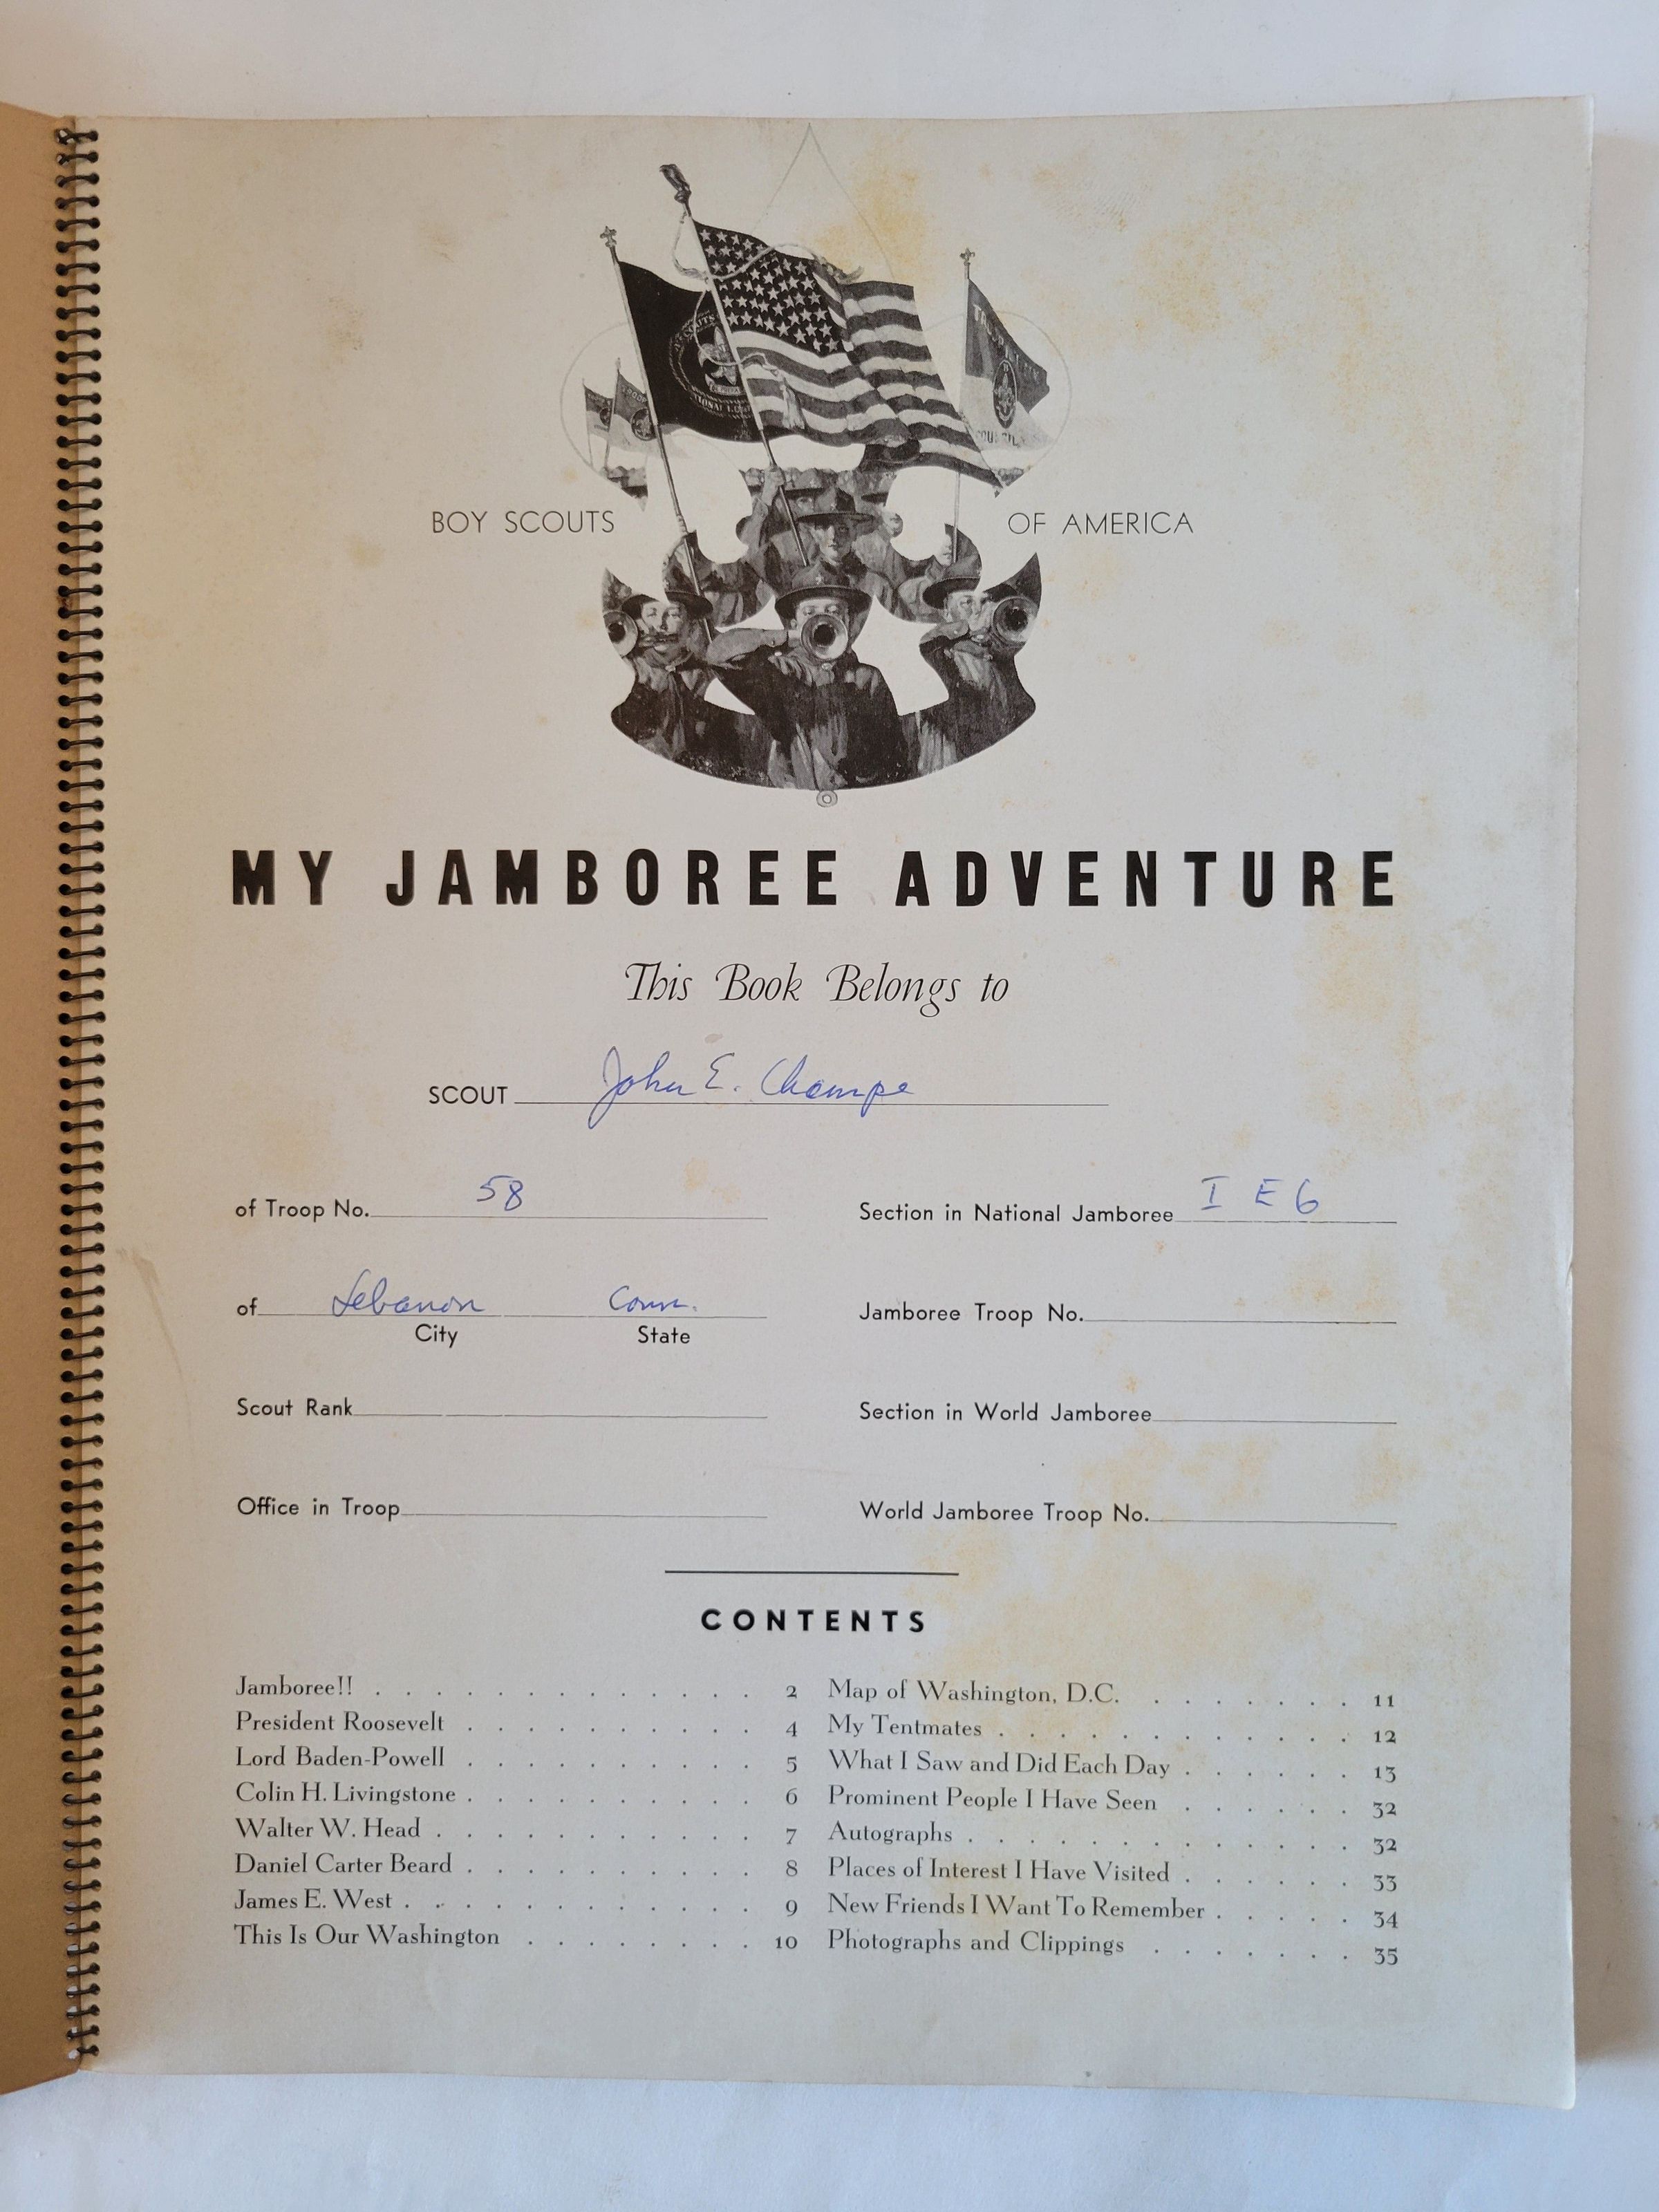 BOY SCOUTS OF AMERICA
MY JAMBOREE ADVENTURE
This Book Belongs to
SCOUT John E. Champe
of Troop No. 58
Section in National Jamboree I E 6
of Lebanon Conn.
City State
Jamboree Troop No.
Scout Rank
Section in World Jamboree
Office in Troop
World Jamboree Troop No.
CONTENTS
Jamboree!! . . . . . . . . . . . . . 2
President Roosevelt . . . . . . . . . . 4
Lord Baden-Powell . . . . . . . . . . 5
Colin H. Livingstone . . . . . . . . . . 6
Walter W. Head . . . . . . . . . . . 7
Daniel Carter Beard . . . . . . . . . . 8
James E. West . . . . . . . . . . . . 9
This Is Our Washington . . . . . . . . 10
Map of Washington, D.C. . . . . . . . 11
My Tentmates . . . . . . . . . . . . 12
What I Saw and Did Each Day . . . . . . 13
Prominent People I Have Seen . . . . . . 32
Autographs . . . . . . . . . . . . . 32
Places of Interest I Have Visited . . . . . . 33
New Friends I Want To Remember . . . . . 34
Photographs and Clippings . . . . . . . 35